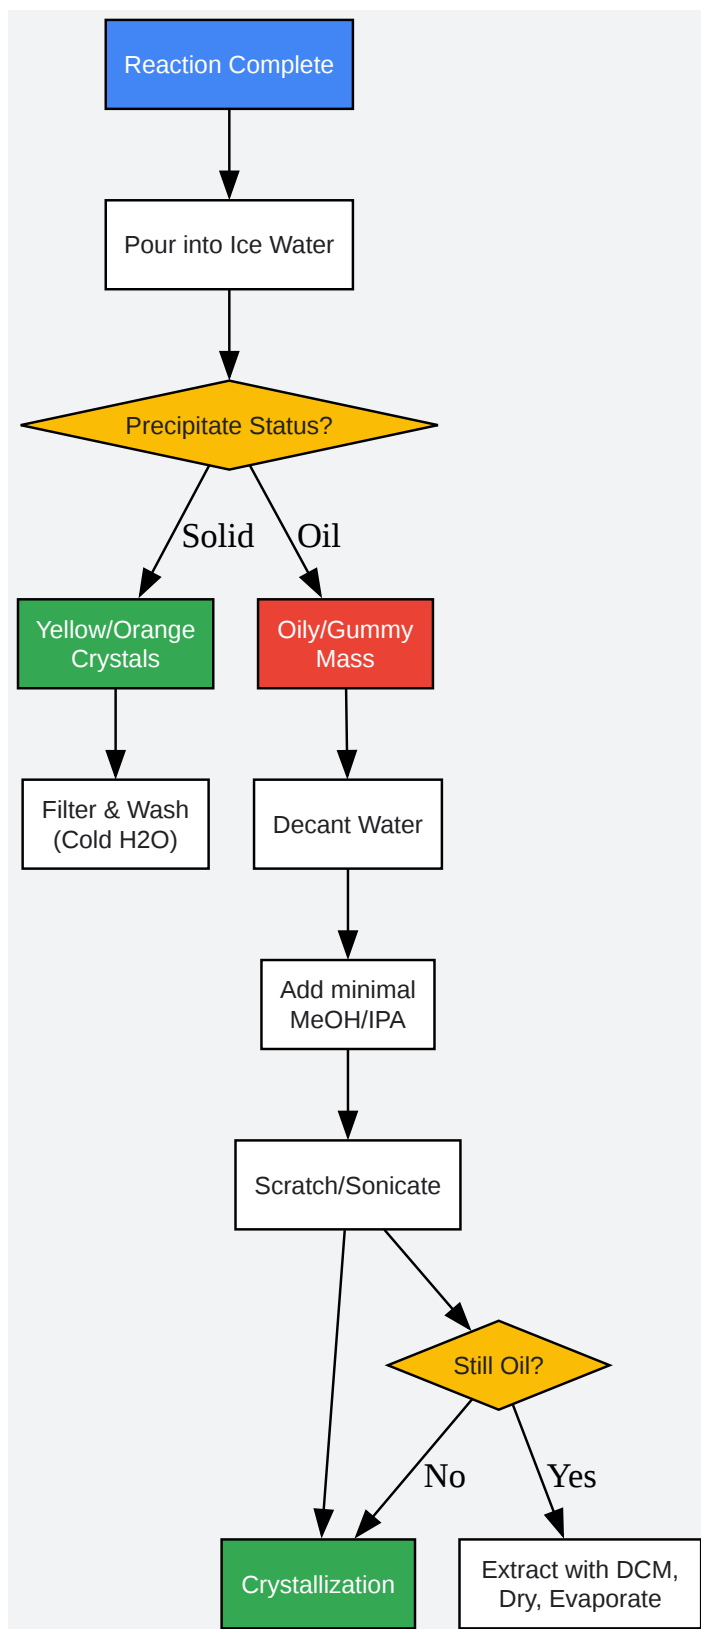 Reaction Complete
Pour into Ice Water
Precipitate Status?
Solid
Oil
Yellow/Orange
Crystals
Oily/Gummy
Mass
Filter & Wash
(Cold H2O)
Decant Water
Add minimal
MeOH/IPA
Scratch/Sonicate
Still Oil?
No
Yes
Crystallization
Extract with DCM,
Dry, Evaporate